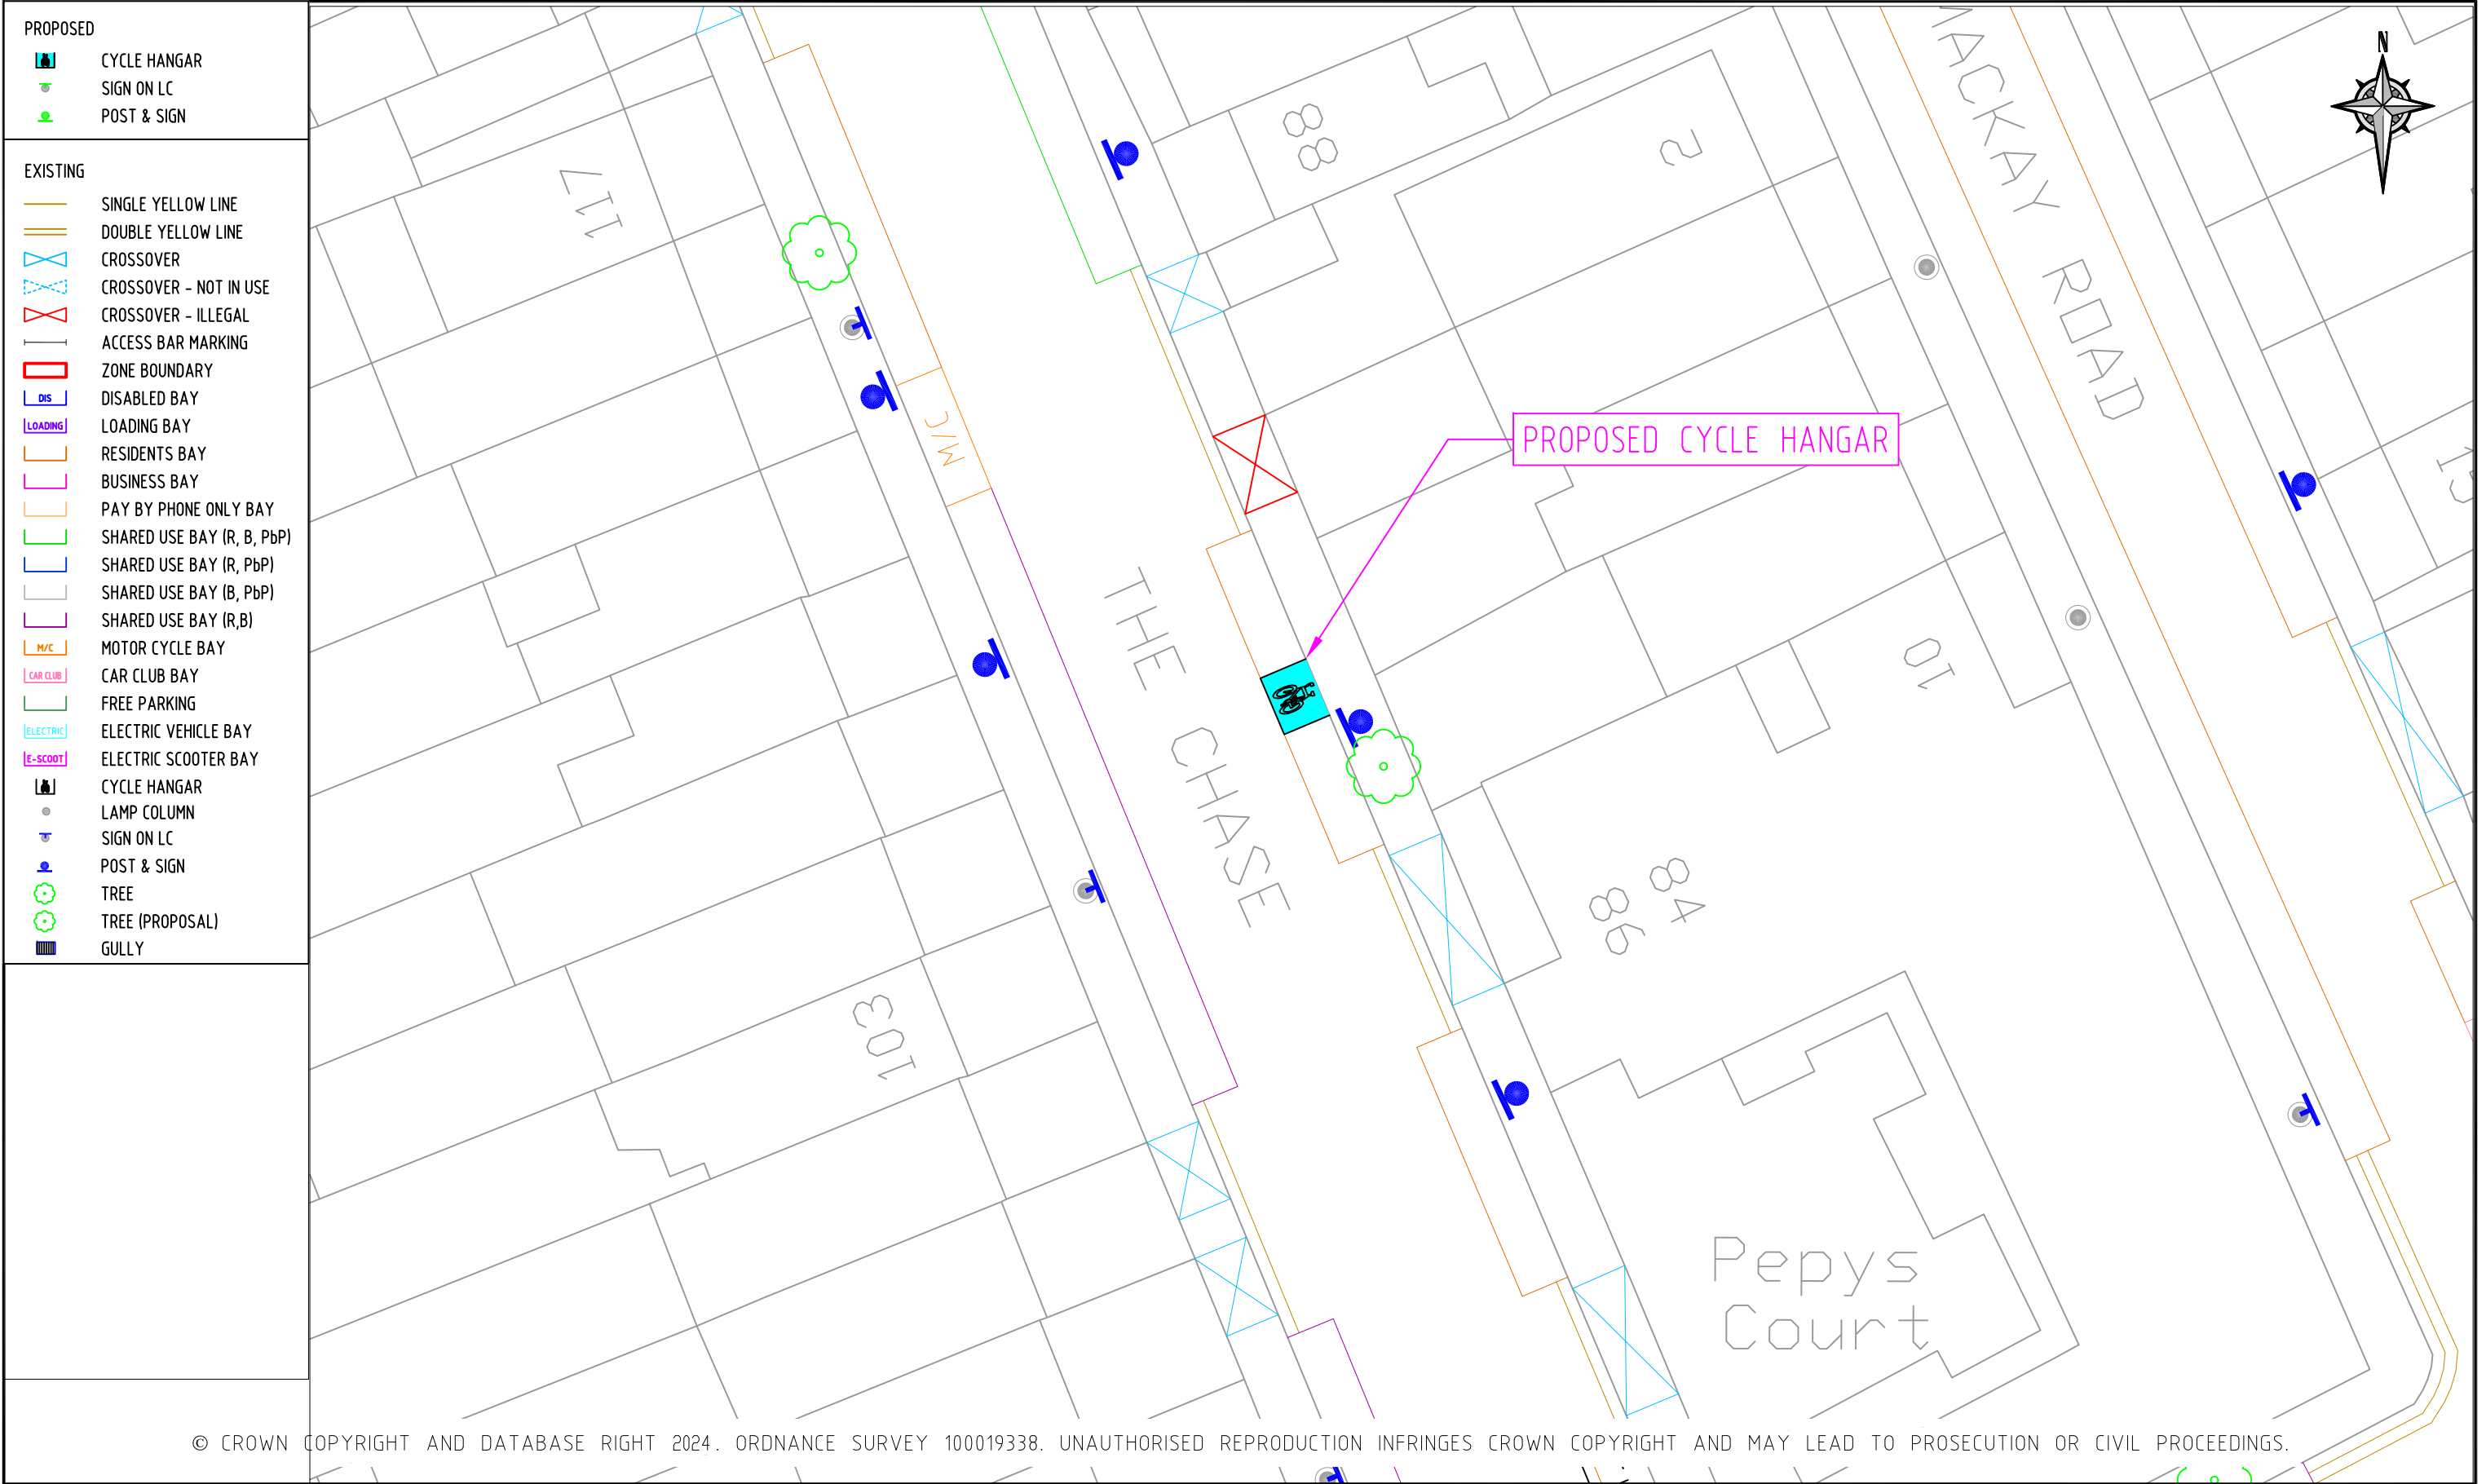 PROPOSED
CYCLE HANGAR
SIGN ON LC
POST & SIGN
EXISTING
SINGLE YELLOW LINE
DOUBLE YELLOW LINE
CROSSOVER
CROSSOVER - NOT IN USE
CROSSOVER - ILLEGAL
ACCESS BAR MARKING
ZONE BOUNDARY
DIS DISABLED BAY
LOADING LOADING BAY
RESIDENTS BAY
BUSINESS BAY
PAY BY PHONE ONLY BAY
SHARED USE BAY (R, B, PbP)
SHARED USE BAY (R, PbP)
SHARED USE BAY (B, PbP)
SHARED USE BAY (R,B)
M/C MOTOR CYCLE BAY
CAR CLUB CAR CLUB BAY
FREE PARKING
ELECTRIC ELECTRIC VEHICLE BAY
E-SCOOT ELECTRIC SCOOTER BAY
CYCLE HANGAR
LAMP COLUMN
SIGN ON LC
POST & SIGN
TREE
TREE (PROPOSAL)
GULLY
N
MACKAY ROAD
88
2
117
M/C
PROPOSED CYCLE HANGAR
THE CHASE
10
84
86
103
Pepys
Court
© CROWN COPYRIGHT AND DATABASE RIGHT 2024. ORDNANCE SURVEY 100019338. UNAUTHORISED REPRODUCTION INFRINGES CROWN COPYRIGHT AND MAY LEAD TO PROSECUTION OR CIVIL PROCEEDINGS.